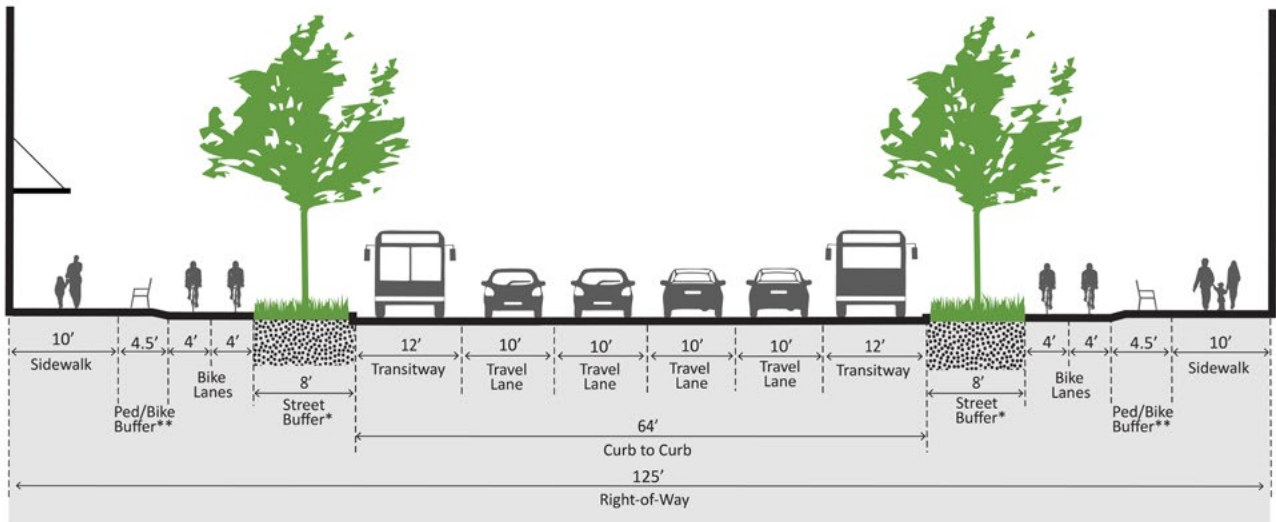 10’ 4.5’ 4’ 4’ 12’ 10’ 10’ 10’ 10’ 12’ 4’ 4’ 4.5’ 10’
Sidewalk
Ped/Bike
Buffer**
Bike
Lanes
8’
Street
Buffer*
Transitway
Travel
Lane
Travel
Lane
Travel
Lane
Travel
Lane
Transitway
8’
Street
Buffer*
Bike
Lanes
Ped/Bike
Buffer**
Sidewalk
64’
Curb to Curb
125’
Right-of-Way